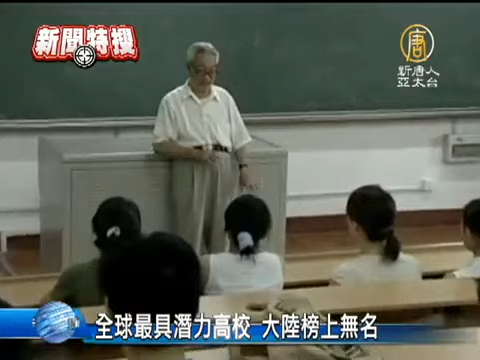 新聞特搜
唐
新唐人
亞太台
全球最具潛力高校 大陸榜上無名